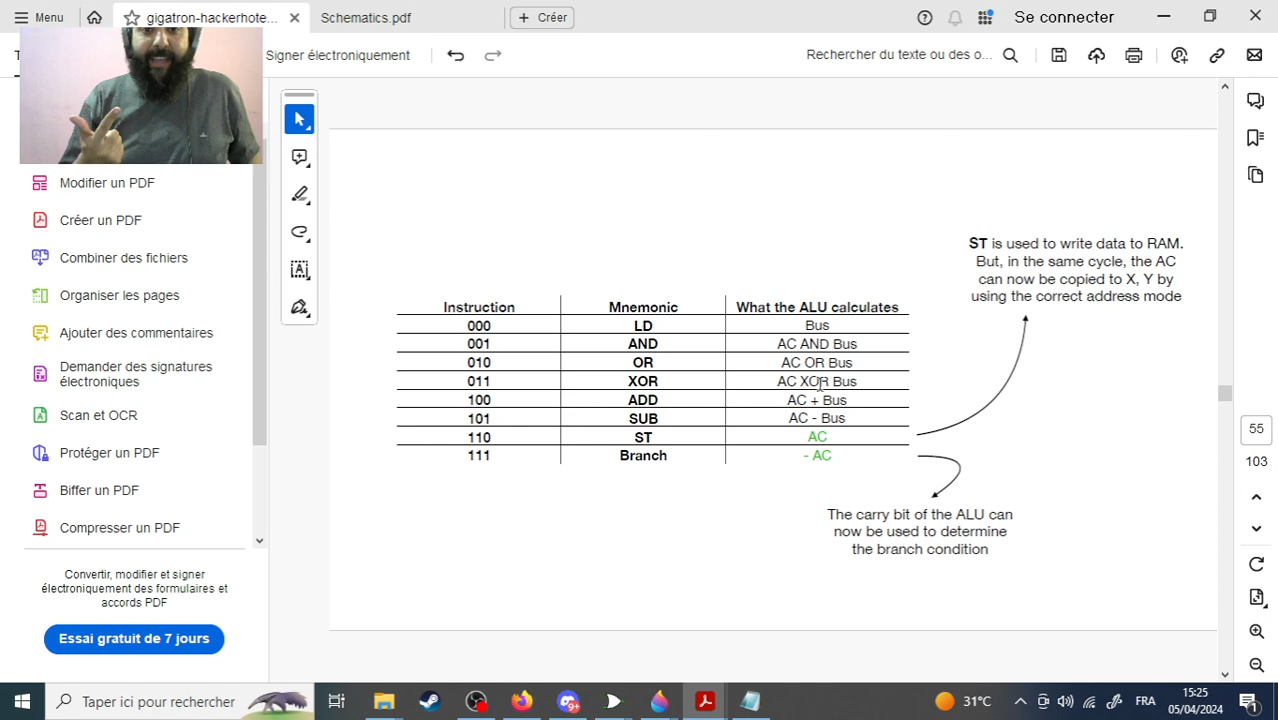 Menu
gigatron-hackerhote...
Schematics.pdf
Créer
Se connecter
T
Signer électroniquement
Rechercher du texte ou des o...
Modifier un PDF
Créer un PDF
Combiner des fichiers
Organiser les pages
Ajouter des commentaires
Demander des signatures
électroniques
Scan et OCR
Protéger un PDF
Biffer un PDF
Compresser un PDF
Convertir, modifier et signer
électroniquement des formulaires et
accords PDF
Essai gratuit de 7 jours
ST is used to write data to RAM.
But, in the same cycle, the AC
can now be copied to X, Y by
using the correct address mode
Instruction Mnemonic What the ALU calculates
000 LD Bus
001 AND AC AND Bus
010 OR AC OR Bus
011 XOR AC XOR Bus
100 ADD AC + Bus
101 SUB AC - Bus
110 ST AC
111 Branch - AC
The carry bit of the ALU can
now be used to determine
the branch condition
55
103
Taper ici pour rechercher
9+
31°C
FRA
15:25
05/04/2024
1